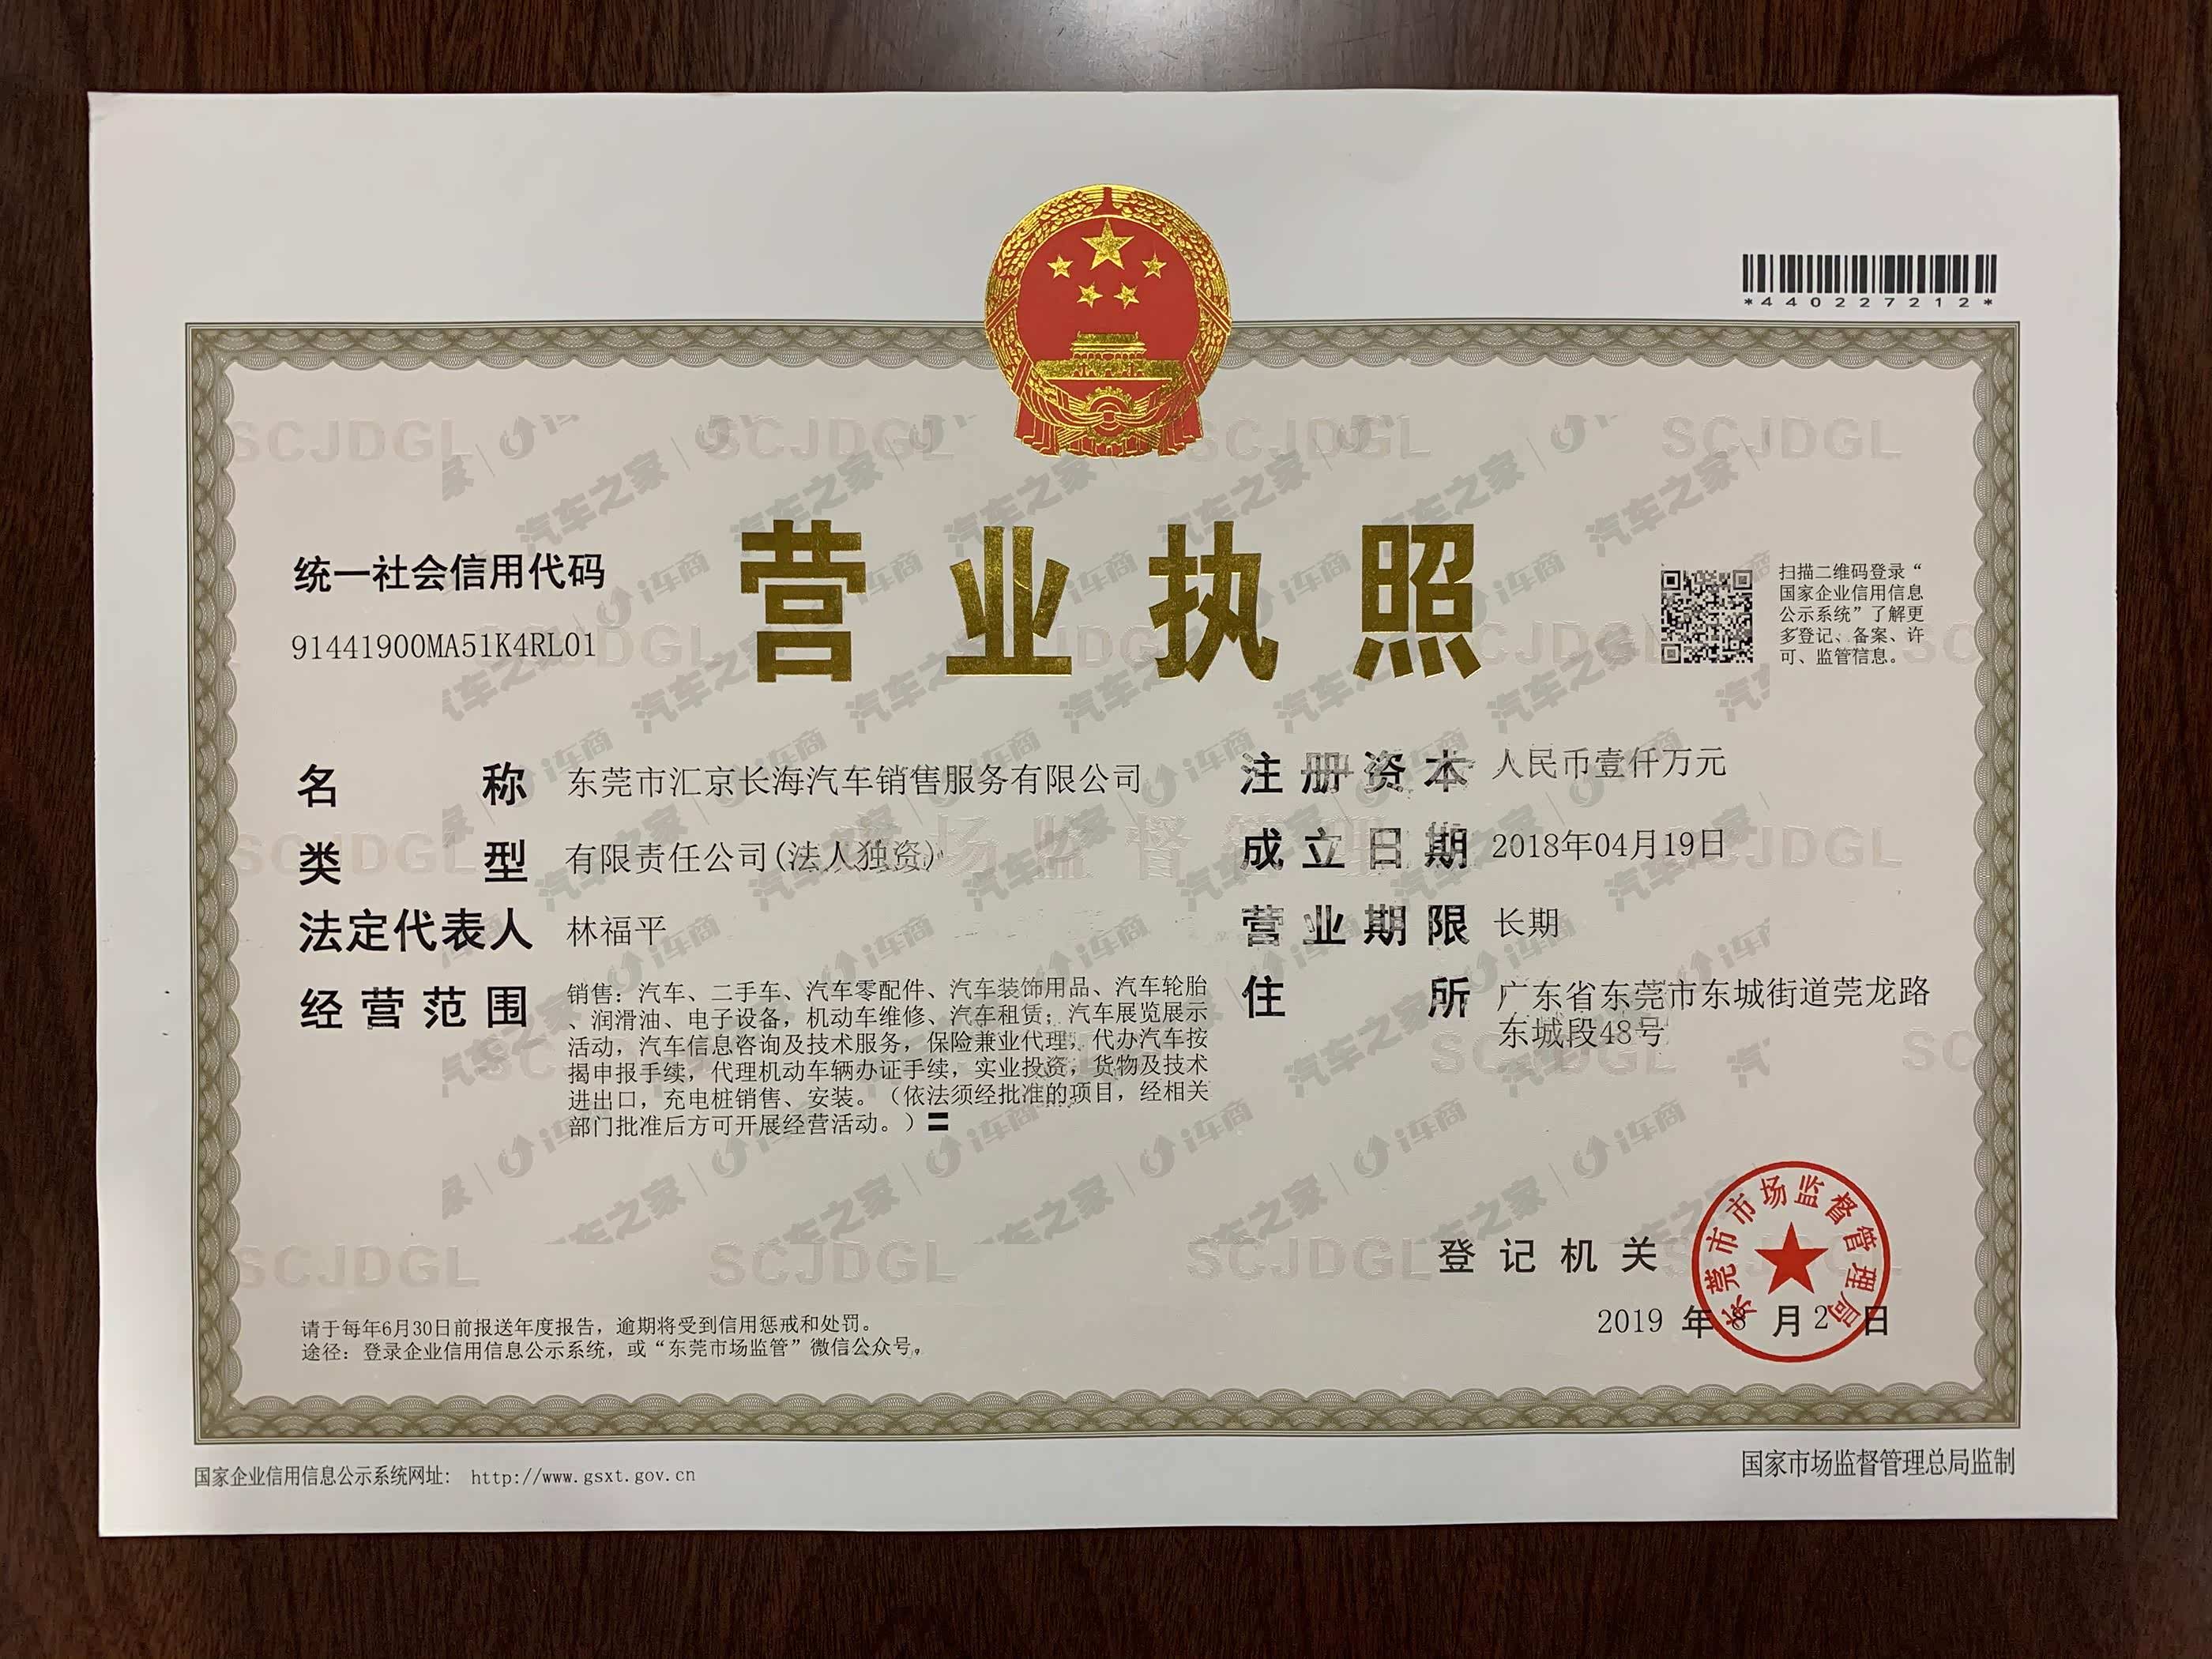 *440227212*
营业执照
统一社会信用代码
91441900MA51K4RL01
扫描二维码登录“
国家企业信用信息
公示系统”了解更
多登记、备案、许
可、监管信息。
名称 东莞市汇京长海汽车销售服务有限公司
类型 有限责任公司(法人独资)
法定代表人 林福平
经营范围 销售：汽车、二手车、汽车零配件、汽车装饰用品、汽车轮胎
、润滑油、电子设备，机动车维修、汽车租赁；汽车展览展示
活动，汽车信息咨询及技术服务，保险兼业代理，代办汽车按
揭申报手续，代理机动车辆办证手续，实业投资，货物及技术
进出口，充电桩销售、安装。（依法须经批准的项目，经相关
部门批准后方可开展经营活动。）
注册资本 人民币壹仟万元
成立日期 2018年04月19日
营业期限 长期
住所 广东省东莞市东城街道莞龙路
东城段48号
登记机关
东莞市市场监督管理局
2019 年 月 2 日
请于每年6月30日前报送年度报告，逾期将受到信用惩戒和处罚。
途径：登录企业信用信息公示系统，或“东莞市场监管”微信公众号。
国家企业信用信息公示系统网址： http://www.gsxt.gov.cn
国家市场监督管理总局监制
SCJDGL
汽车之家
i车商